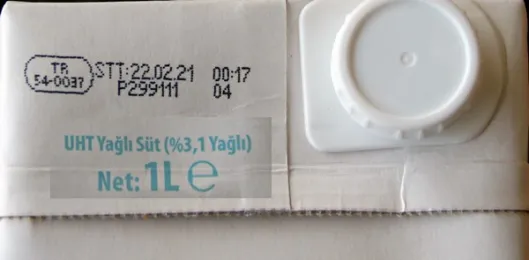 TR
54-0037
STT:22.02.21 00:17
P299111 04
UHT Yağlı Süt (%3,1 Yağlı)
Net: 1L ℮